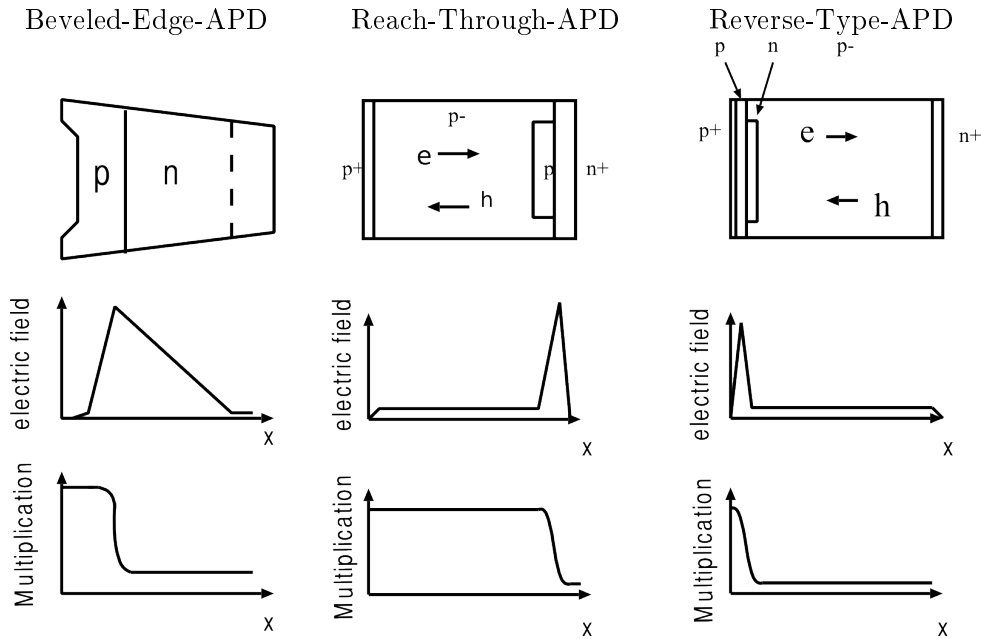 Beveled-Edge-APD
Reach-Through-APD
Reverse-Type-APD
p n p-
p n
p-
p+
e
h
p
n+
p+
e
h
n+
electric field
x
electric field
x
electric field
x
Multiplication
x
Multiplication
x
Multiplication
x